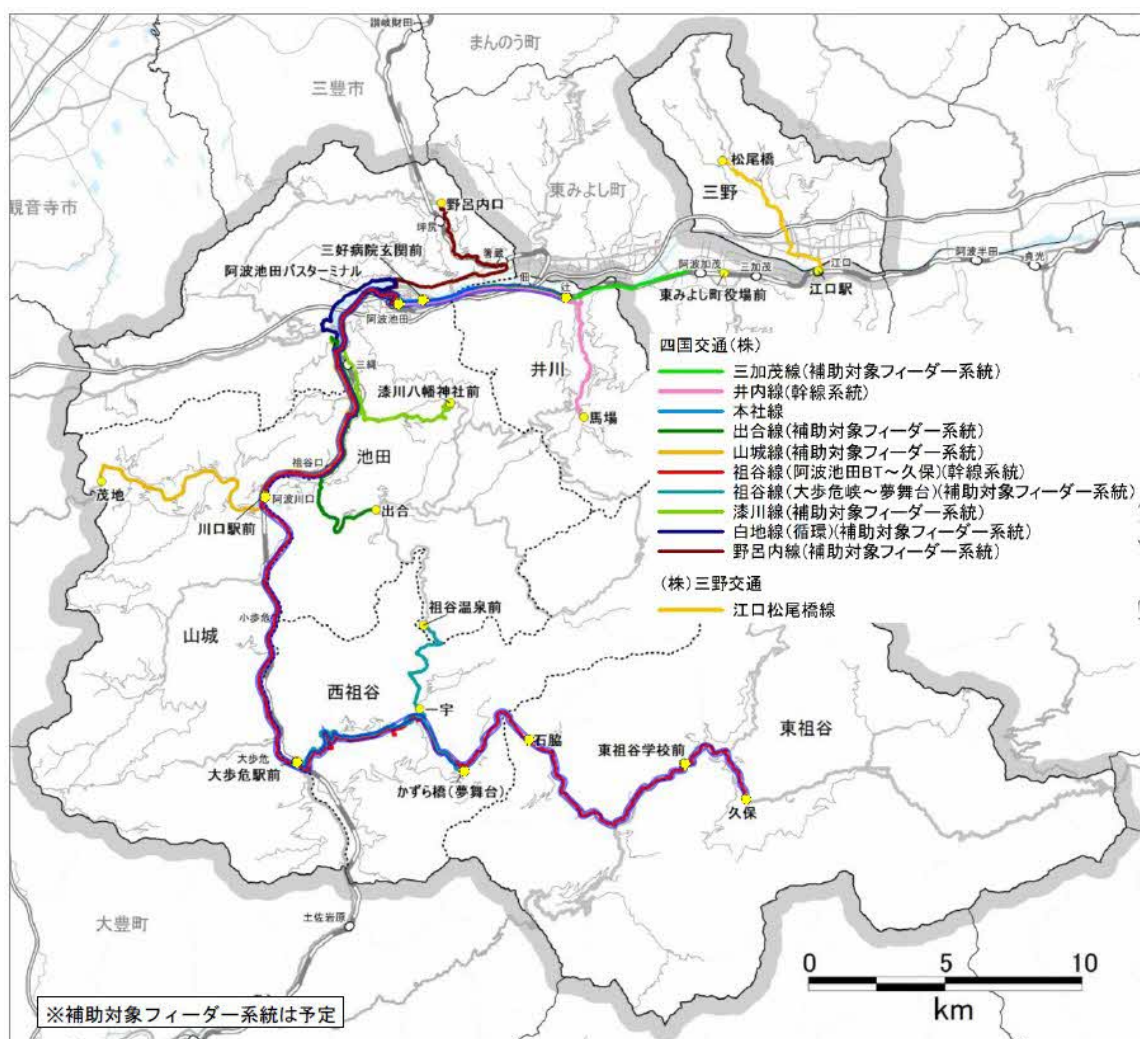 讃岐財田
まんのう町
三豊市
松尾橋
三野
東みよし町
観音寺市
野呂内口
坪尻
三好病院玄関前
箸蔵
阿波池田バスターミナル
佃
辻
阿波池田
阿波加茂
三加茂
東みよし町役場前
江口
江口駅
阿波半田
貞光
三縄
井川
漆川八幡神社前
馬場
池田
祖谷口
茂地
阿波川口
川口駅前
出合
四国交通(株)
三加茂線(補助対象フィーダー系統)
井内線(幹線系統)
本社線
出合線(補助対象フィーダー系統)
山城線(補助対象フィーダー系統)
祖谷線(阿波池田BT～久保)(幹線系統)
祖谷線(大歩危峡～夢舞台)(補助対象フィーダー系統)
漆川線(補助対象フィーダー系統)
白地線(循環)(補助対象フィーダー系統)
野呂内線(補助対象フィーダー系統)
(株)三野交通
江口松尾橋線
小歩危
山城
祖谷温泉前
西祖谷
一宇
石脇
東祖谷学校前
東祖谷
大歩危
大歩危駅前
かずら橋(夢舞台)
久保
大豊町
土佐岩原
0 5 10
km
※補助対象フィーダー系統は予定